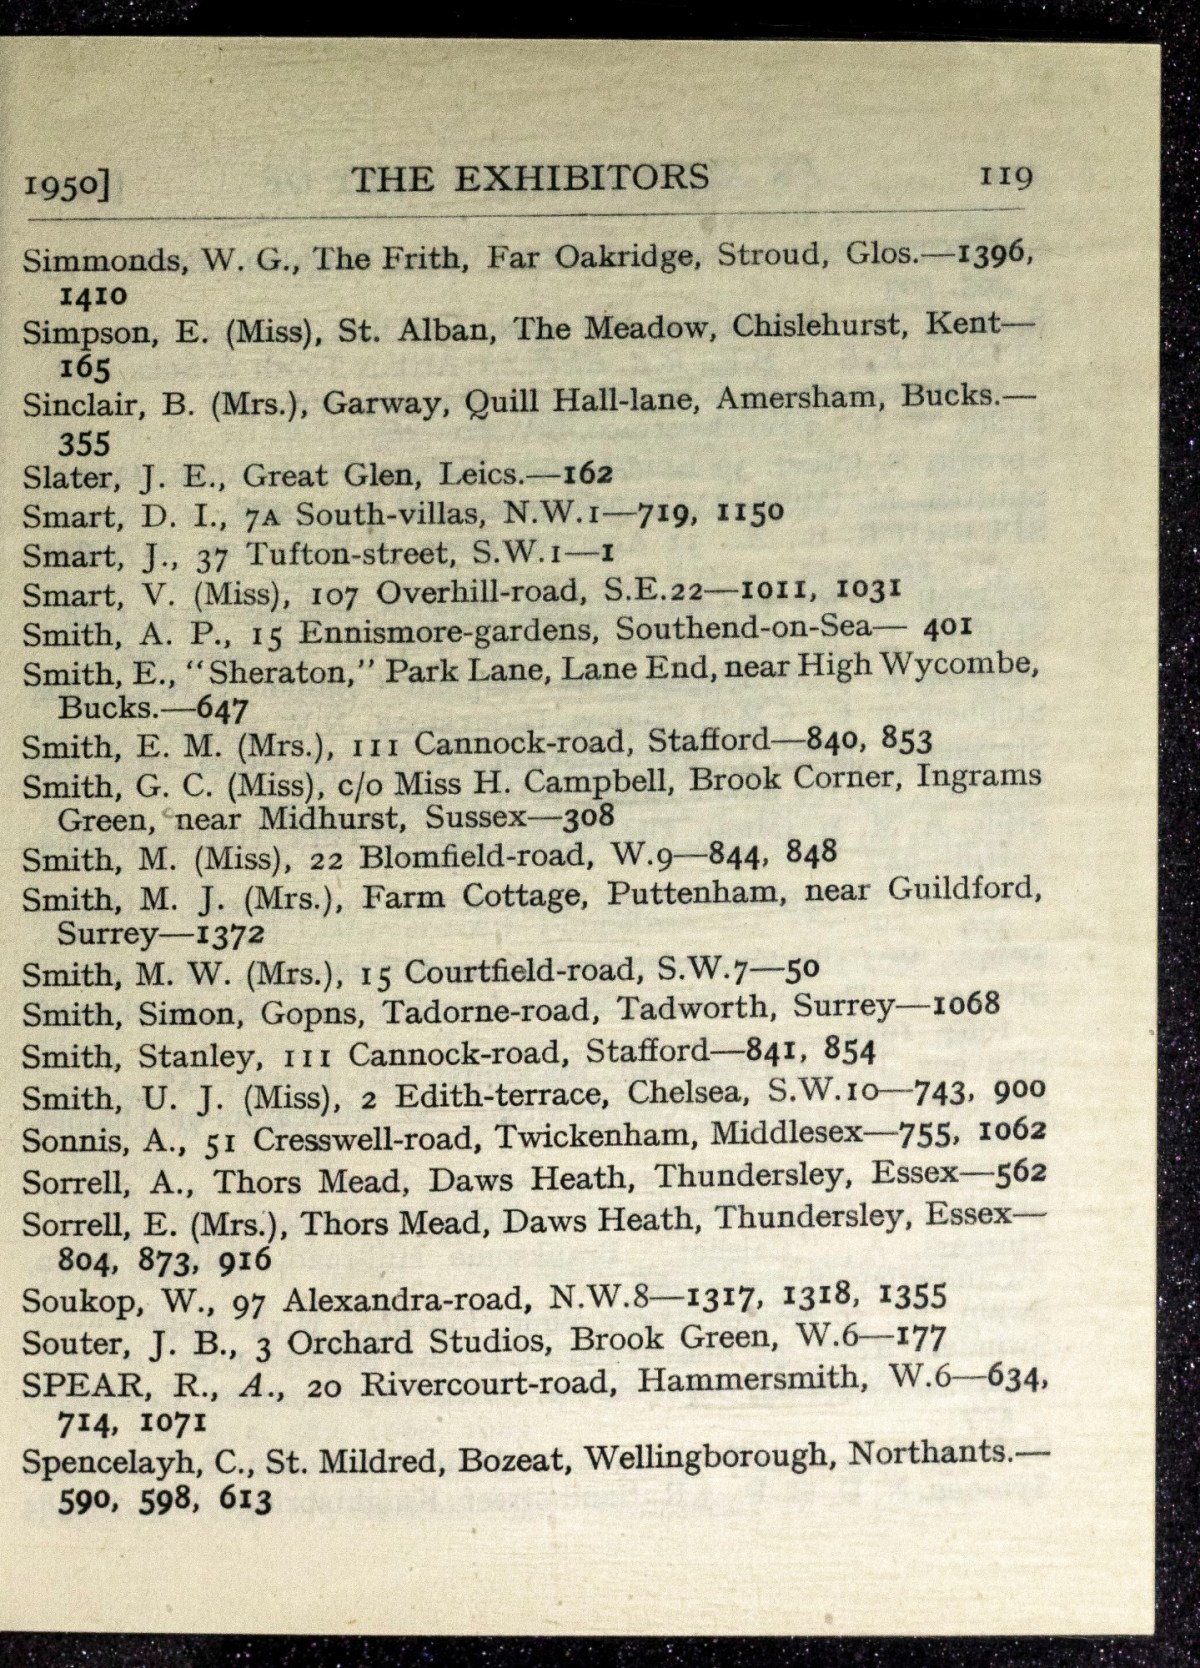 1950] THE EXHIBITORS 119
Simmonds, W. G., The Frith, Far Oakridge, Stroud, Glos.—1396,
1410
Simpson, E. (Miss), St. Alban, The Meadow, Chislehurst, Kent—
165
Sinclair, B. (Mrs.), Garway, Quill Hall-lane, Amersham, Bucks.—
355
Slater, J. E., Great Glen, Leics.—162
Smart, D. I., 7A South-villas, N.W.1—719, 1150
Smart, J., 37 Tufton-street, S.W.1—1
Smart, V. (Miss), 107 Overhill-road, S.E.22—1011, 1031
Smith, A. P., 15 Ennismore-gardens, Southend-on-Sea— 401
Smith, E., "Sheraton," Park Lane, Lane End, near High Wycombe,
Bucks.—647
Smith, E. M. (Mrs.), 111 Cannock-road, Stafford—840, 853
Smith, G. C. (Miss), c/o Miss H. Campbell, Brook Corner, Ingrams
Green, near Midhurst, Sussex—308
Smith, M. (Miss), 22 Blomfield-road, W.9—844, 848
Smith, M. J. (Mrs.), Farm Cottage, Puttenham, near Guildford,
Surrey—1372
Smith, M. W. (Mrs.), 15 Courtfield-road, S.W.7—50
Smith, Simon, Gopns, Tadorne-road, Tadworth, Surrey—1068
Smith, Stanley, 111 Cannock-road, Stafford—841, 854
Smith, U. J. (Miss), 2 Edith-terrace, Chelsea, S.W.10—743, 900
Sonnis, A., 51 Cresswell-road, Twickenham, Middlesex—755, 1062
Sorrell, A., Thors Mead, Daws Heath, Thundersley, Essex—562
Sorrell, E. (Mrs.), Thors Mead, Daws Heath, Thundersley, Essex—
804, 873, 916
Soukop, W., 97 Alexandra-road, N.W.8—1317, 1318, 1355
Souter, J. B., 3 Orchard Studios, Brook Green, W.6—177
SPEAR, R., A., 20 Rivercourt-road, Hammersmith, W.6—634,
714, 1071
Spencelayh, C., St. Mildred, Bozeat, Wellingborough, Northants.—
590, 598, 613